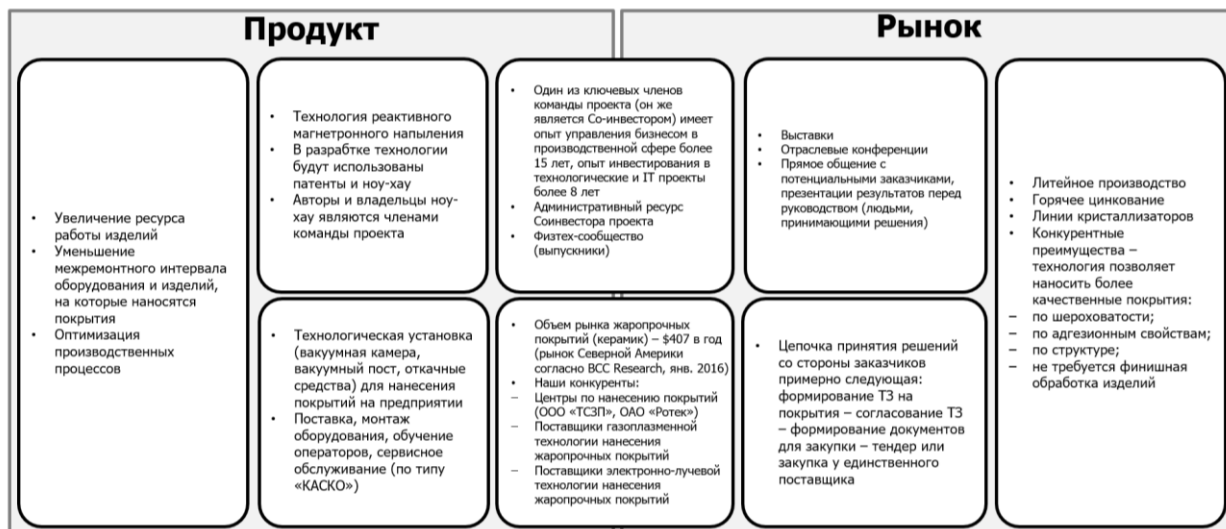 Продукт
Рынок
• Увеличение ресурса
работы изделий
• Уменьшение
межремонтного интервала
оборудования и изделий,
на которые наносятся
покрытия
• Оптимизация
производственных
процессов
• Технология реактивного
магнетронного напыления
• В разрабтке технологии
будут использованы
патенты и ноу-хау
• Авторы и владельцы ноу-
хау являются членами
команды проекта
• Технологическая установка
(вакуумная камера,
вакуумный пост, откачные
средства) для нанесения
покрытий на предприятии
• Поставка, монтаж
оборудования, обучение
операторов, сервисное
обслуживание (по типу
«КАСКО»)
• Один из ключевых членов
команды проекта (он же
является Со-инвестором) имеет
опыт управления бизнесом в
производственной сфере более
15 лет, опыт инвестирования в
технологические и IT проекты
более 8 лет
• Административный ресурс
Соинвестора проекта
• Физтех-сообщество
(выпускники)
• Объем рынка жаропрочных
покрытий (керамик) – $407 в год
(рынок Северной Америки
согласно BCC Research, янв. 2016)
• Наши конкуренты:
– Центры по нанесению покрытий
(ООО «ТСЗП», ОАО «Ротек»)
– Поставщики газоплазменной
технологии нанесения
жаропрочных покрытий
– Поставщики электронно-лучевой
технологии нанесения
жаропрочных покрытий
• Выставки
• Отраслевые конференции
• Прямое общение с
потенциальными заказчиками,
презентации результатов перед
руководством (людьми,
принимающими решения)
• Цепочка принятия решений
со стороны заказчиков
примерно следующая:
формирование ТЗ на
покрытия – согласование ТЗ
– формирование документов
для закупки – тендер или
закупка у единственного
поставщика
• Литейное производство
• Горячее цинкование
• Линии кристаллизаторов
• Конкурентные
преимущества –
технология позволяет
наносить более
качественные покрытия:
– по шероховатости;
– по адгезионным свойствам;
– по структуре;
– не требуется финишная
обработка изделий